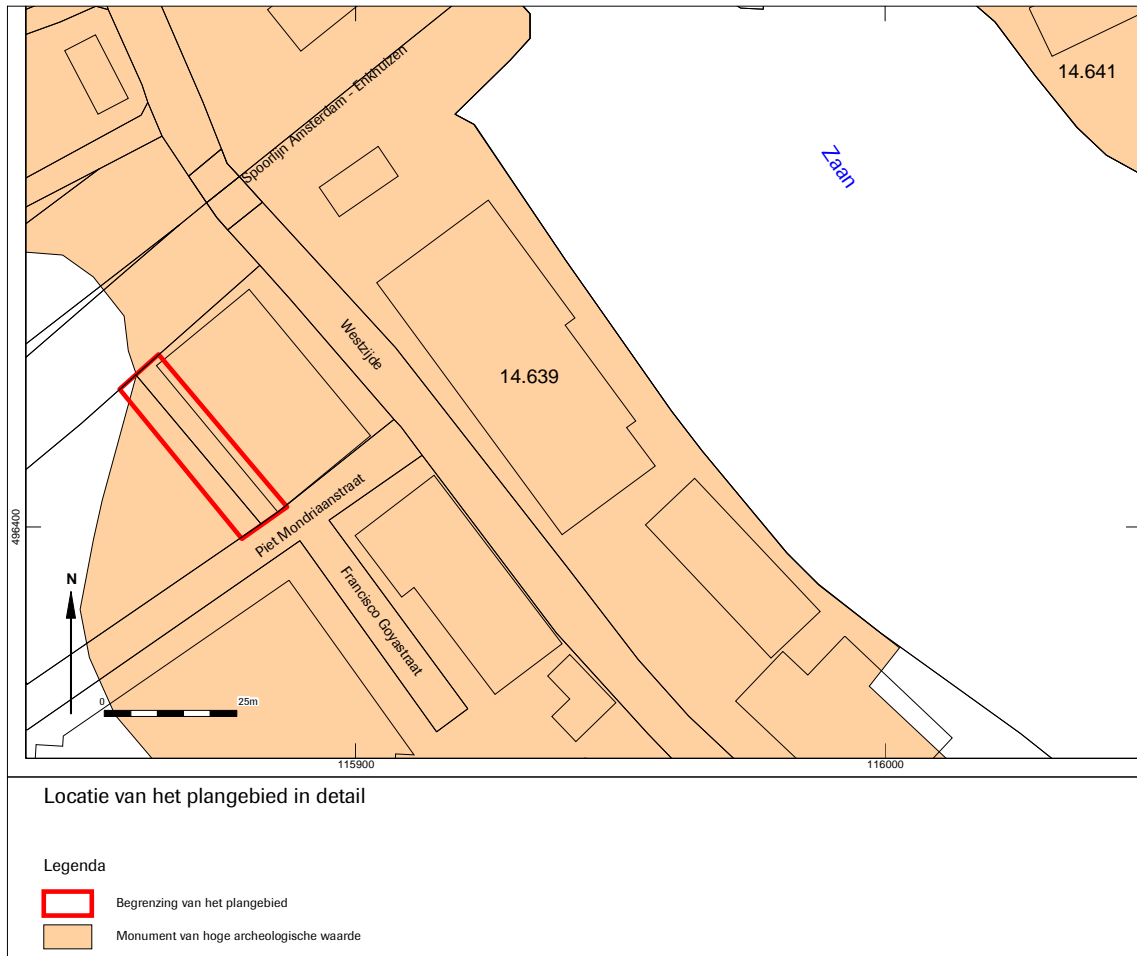 14.641
Spoorlijn Amsterdam - Enkhuizen
Zaan
Westzijde
14.639
496400
Piet Mondriaanstraat
Francisco Goyastraat
N
0 25m
115900 116000
Locatie van het plangebied in detail
Legenda
Begrenzing van het plangebied
Monument van hoge archeologische waarde